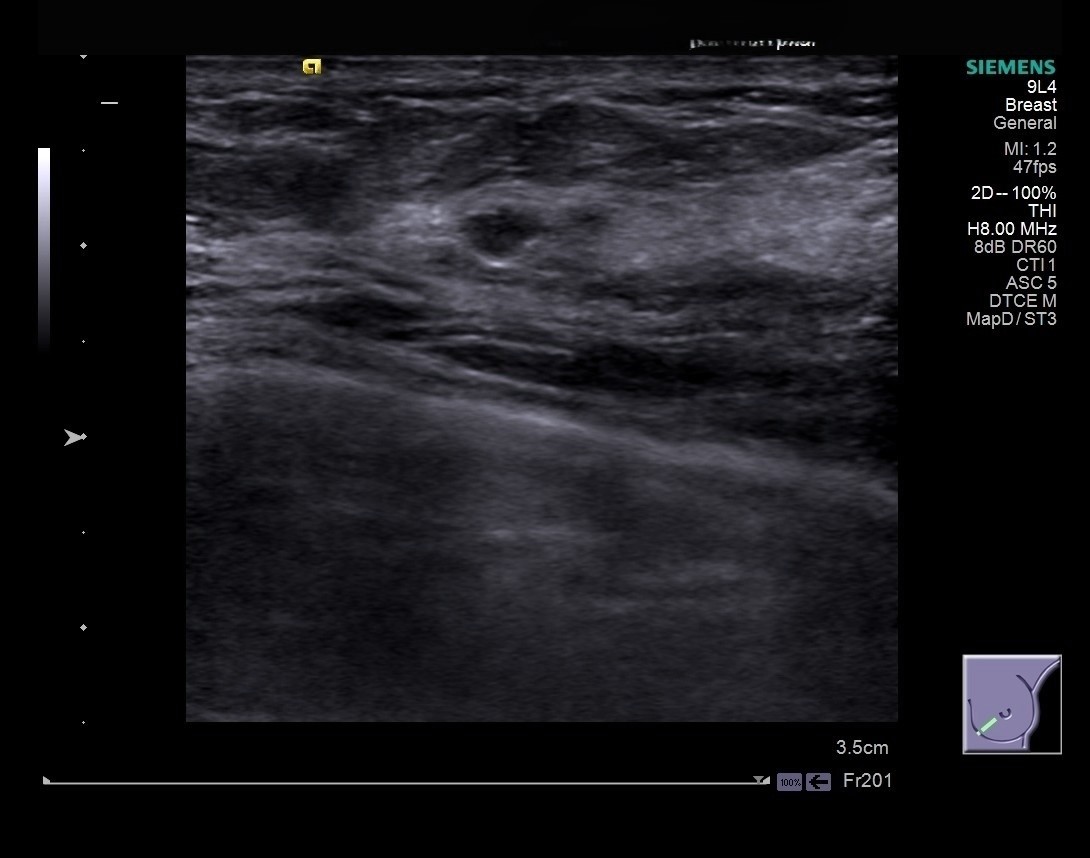 SIEMENS
9L4
Breast
General
MI: 1.2
47fps
2D--100%
THI
H8.00 MHz
8dB DR60
CTI 1
ASC 5
DTCE M
MapD / ST3
3.5cm
100% Fr201